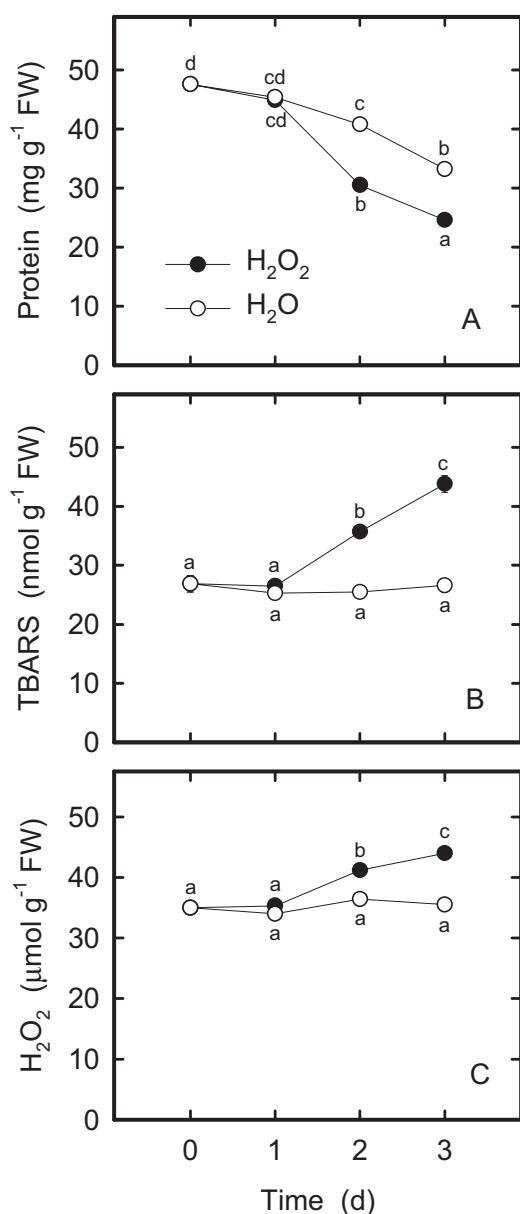 Protein (mg g⁻¹ FW)
50
40
30
20
10
0
d
cd
cd
c
b
b
a
H₂O₂
H₂O
A
TBARS (nmol g⁻¹ FW)
50
40
30
20
10
0
a
a
a
b
a
c
a
B
H₂O₂ (μmol g⁻¹ FW)
50
40
30
20
10
0
a
a
a
b
a
c
a
C
0 1 2 3
Time (d)